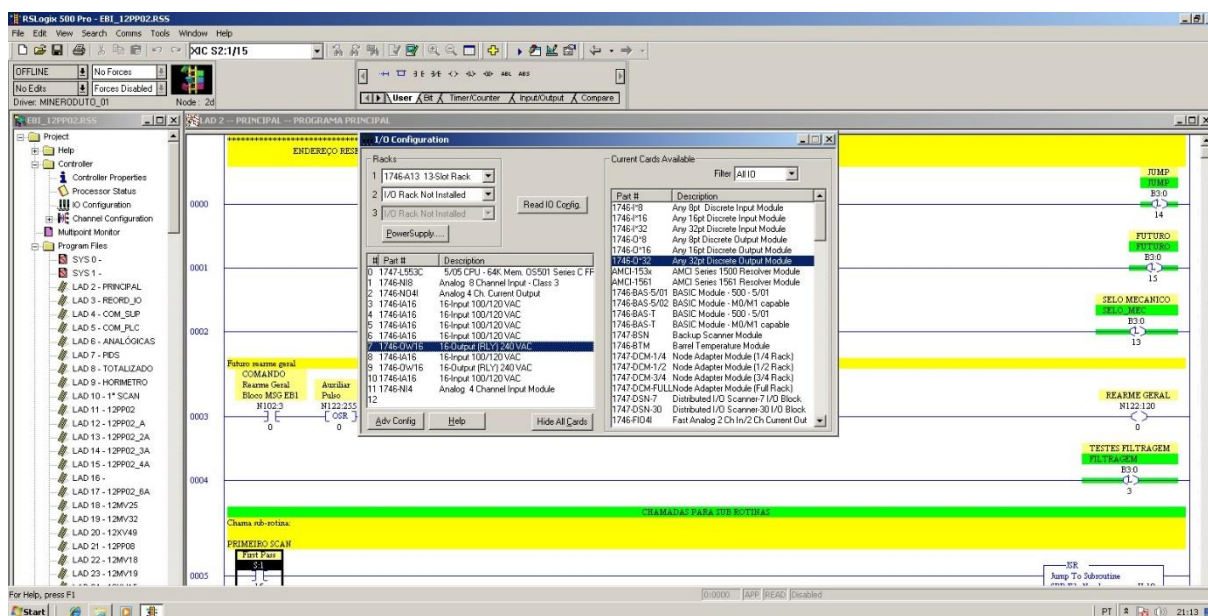 RSLogix 500 Pro - EBI_12PP02.RSS
File Edit View Search Comms Tools Window Help
XIC S2:1/15
OFFLINE No Forces
No Edits Forces Disabled
Driver: MINERODUTO_01 Node: 2d
ABL ABS
User Bit Timer/Counter Input/Output Compare
EBI_12PP02.RSS
Project
Help
Controller
Controller Properties
Processor Status
IO Configuration
Channel Configuration
Multipoint Monitor
Program Files
SYS 0 -
SYS 1 -
LAD 2 - PRINCIPAL
LAD 3 - REORD_IO
LAD 4 - COM_SUP
LAD 5 - COM_PLC
LAD 6 - ANALÓGICAS
LAD 7 - PIDS
LAD 8 - TOTALIZADO
LAD 9 - HORIMETRO
LAD 10 - 1* SCAN
LAD 11 - 12PP02
LAD 12 - 12PP02_A
LAD 13 - 12PP02_2A
LAD 14 - 12PP02_3A
LAD 15 - 12PP02_4A
LAD 16 -
LAD 17 - 12PP02_6A
LAD 18 - 12MV25
LAD 19 - 12MV32
LAD 20 - 12XV49
LAD 21 - 12PP08
LAD 22 - 12MV18
LAD 23 - 12MV19
LAD 2 -- PRINCIPAL -- PROGRAMA PRINCIPAL
ENDEREÇO RESE
0000
JUMP
JUMP
B3:0
L
14
0001
FUTURO
FUTURO
B3:0
L
15
0002
SELO MECANICO
SELO_MEC
B3:0
L
13
Futuro rearme geral
COMANDO
Rearme Geral
Bloco MSG EB1
N102:3
0
Auxiliar
Pulso
N122:255
OSR
0
0003
REARME GERAL
N122:120
0
0004
TESTES FILTRAGEM
FILTRAGEM
B3:0
L
3
CHAMADAS PARA SUB ROTINAS
Chama sub-rotina:
PRIMEIRO SCAN
First Pass
S:1
0005
JSR
Jump To Subroutine
I/O Configuration
Racks
1 1746-A13 13-Slot Rack
2 I/O Rack Not Installed
3 I/O Rack Not Installed
Read IO Config.
PowerSupply.....
# Part # Description
0 1747-L553C 5/05 CPU - 64K Mem. OS501 Series C FF
1 1746-NI8 Analog 8 Channel Input - Class 3
2 1746-NO4I Analog 4 Ch. Current Output
3 1746-IA16 16-Input 100/120 VAC
4 1746-IA16 16-Input 100/120 VAC
5 1746-IA16 16-Input 100/120 VAC
6 1746-IA16 16-Input 100/120 VAC
7 1746-OW16 16-Output (RLY) 240 VAC
8 1746-IA16 16-Input 100/120 VAC
9 1746-OW16 16-Output (RLY) 240 VAC
10 1746-IA16 16-Input 100/120 VAC
11 1746-NI4 Analog 4 Channel Input Module
12
Adv Config Help Hide All Cards
Current Cards Available
Filter All IO
Part # Description
1746-I*8 Any 8pt Discrete Input Module
1746-I*16 Any 16pt Discrete Input Module
1746-I*32 Any 32pt Discrete Input Module
1746-O*8 Any 8pt Discrete Output Module
1746-O*16 Any 16pt Discrete Output Module
1746-O*32 Any 32pt Discrete Output Module
AMCI-153x AMCI Series 1500 Resolver Module
AMCI-1561 AMCI Series 1561 Resolver Module
1746-BAS-5/01 BASIC Module - 500 - 5/01
1746-BAS-5/02 BASIC Module - M0/M1 capable
1746-BAS-T BASIC Module - 500 - 5/01
1746-BAS-T BASIC Module - M0/M1 capable
1747-BSN Backup Scanner Module
1746-BTM Barrel Temperature Module
1747-DCM-1/4 Node Adapter Module (1/4 Rack)
1747-DCM-1/2 Node Adapter Module (1/2 Rack)
1747-DCM-3/4 Node Adapter Module (3/4 Rack)
1747-DCM-FULL Node Adapter Module (Full Rack)
1747-DSN-7 Distributed I/O Scanner-7 I/O Block
1747-DSN-30 Distributed I/O Scanner-30 I/O Block
1746-FIO4I Fast Analog 2 Ch In/2 Ch Current Out
For Help, press F1
0:0000 APP READ Disabled
Start
PT 21:13